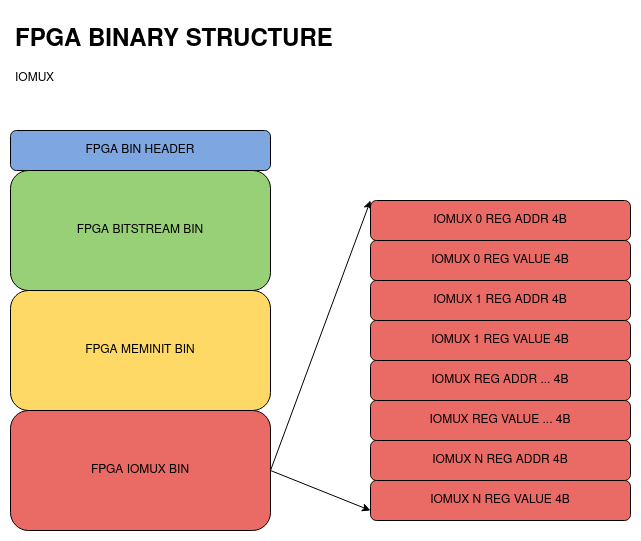 FPGA BINARY STRUCTURE
IOMUX
FPGA BIN HEADER
FPGA BITSTREAM BIN
FPGA MEMINIT BIN
FPGA IOMUX BIN
IOMUX 0 REG ADDR 4B
IOMUX 0 REG VALUE 4B
IOMUX 1 REG ADDR 4B
IOMUX 1 REG VALUE 4B
IOMUX REG ADDR ... 4B
IOMUX REG VALUE ... 4B
IOMUX N REG ADDR 4B
IOMUX N REG VALUE 4B